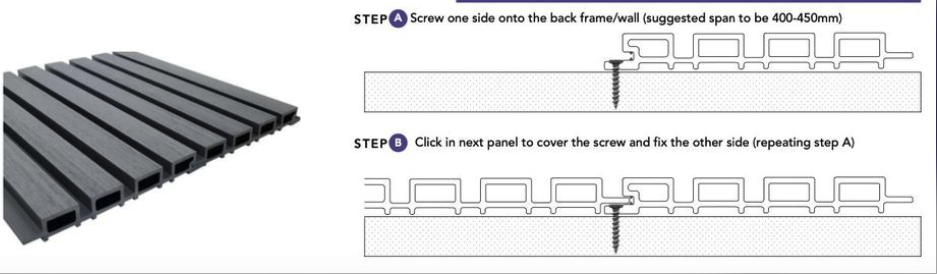 STEP A Screw one side onto the back frame/wall (suggested span to be 400-450mm)
STEP B Click in next panel to cover the screw and fix the other side (repeating step A)